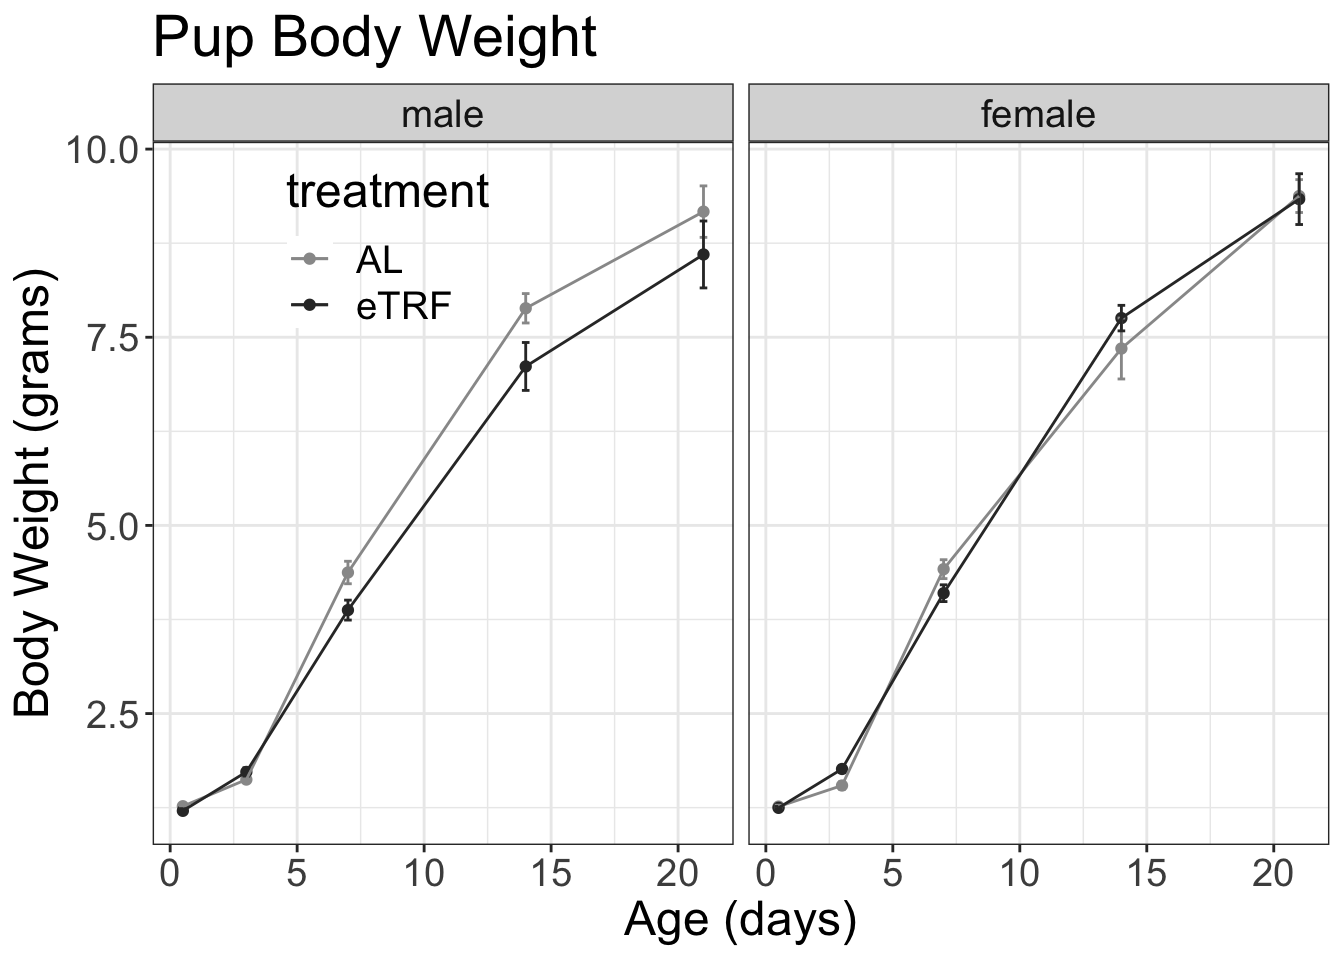 Pup Body Weight
male
female
treatment
AL
eTRF
Body Weight (grams)
10.0
7.5
5.0
2.5
0 5 10 15 20
0 5 10 15 20
Age (days)